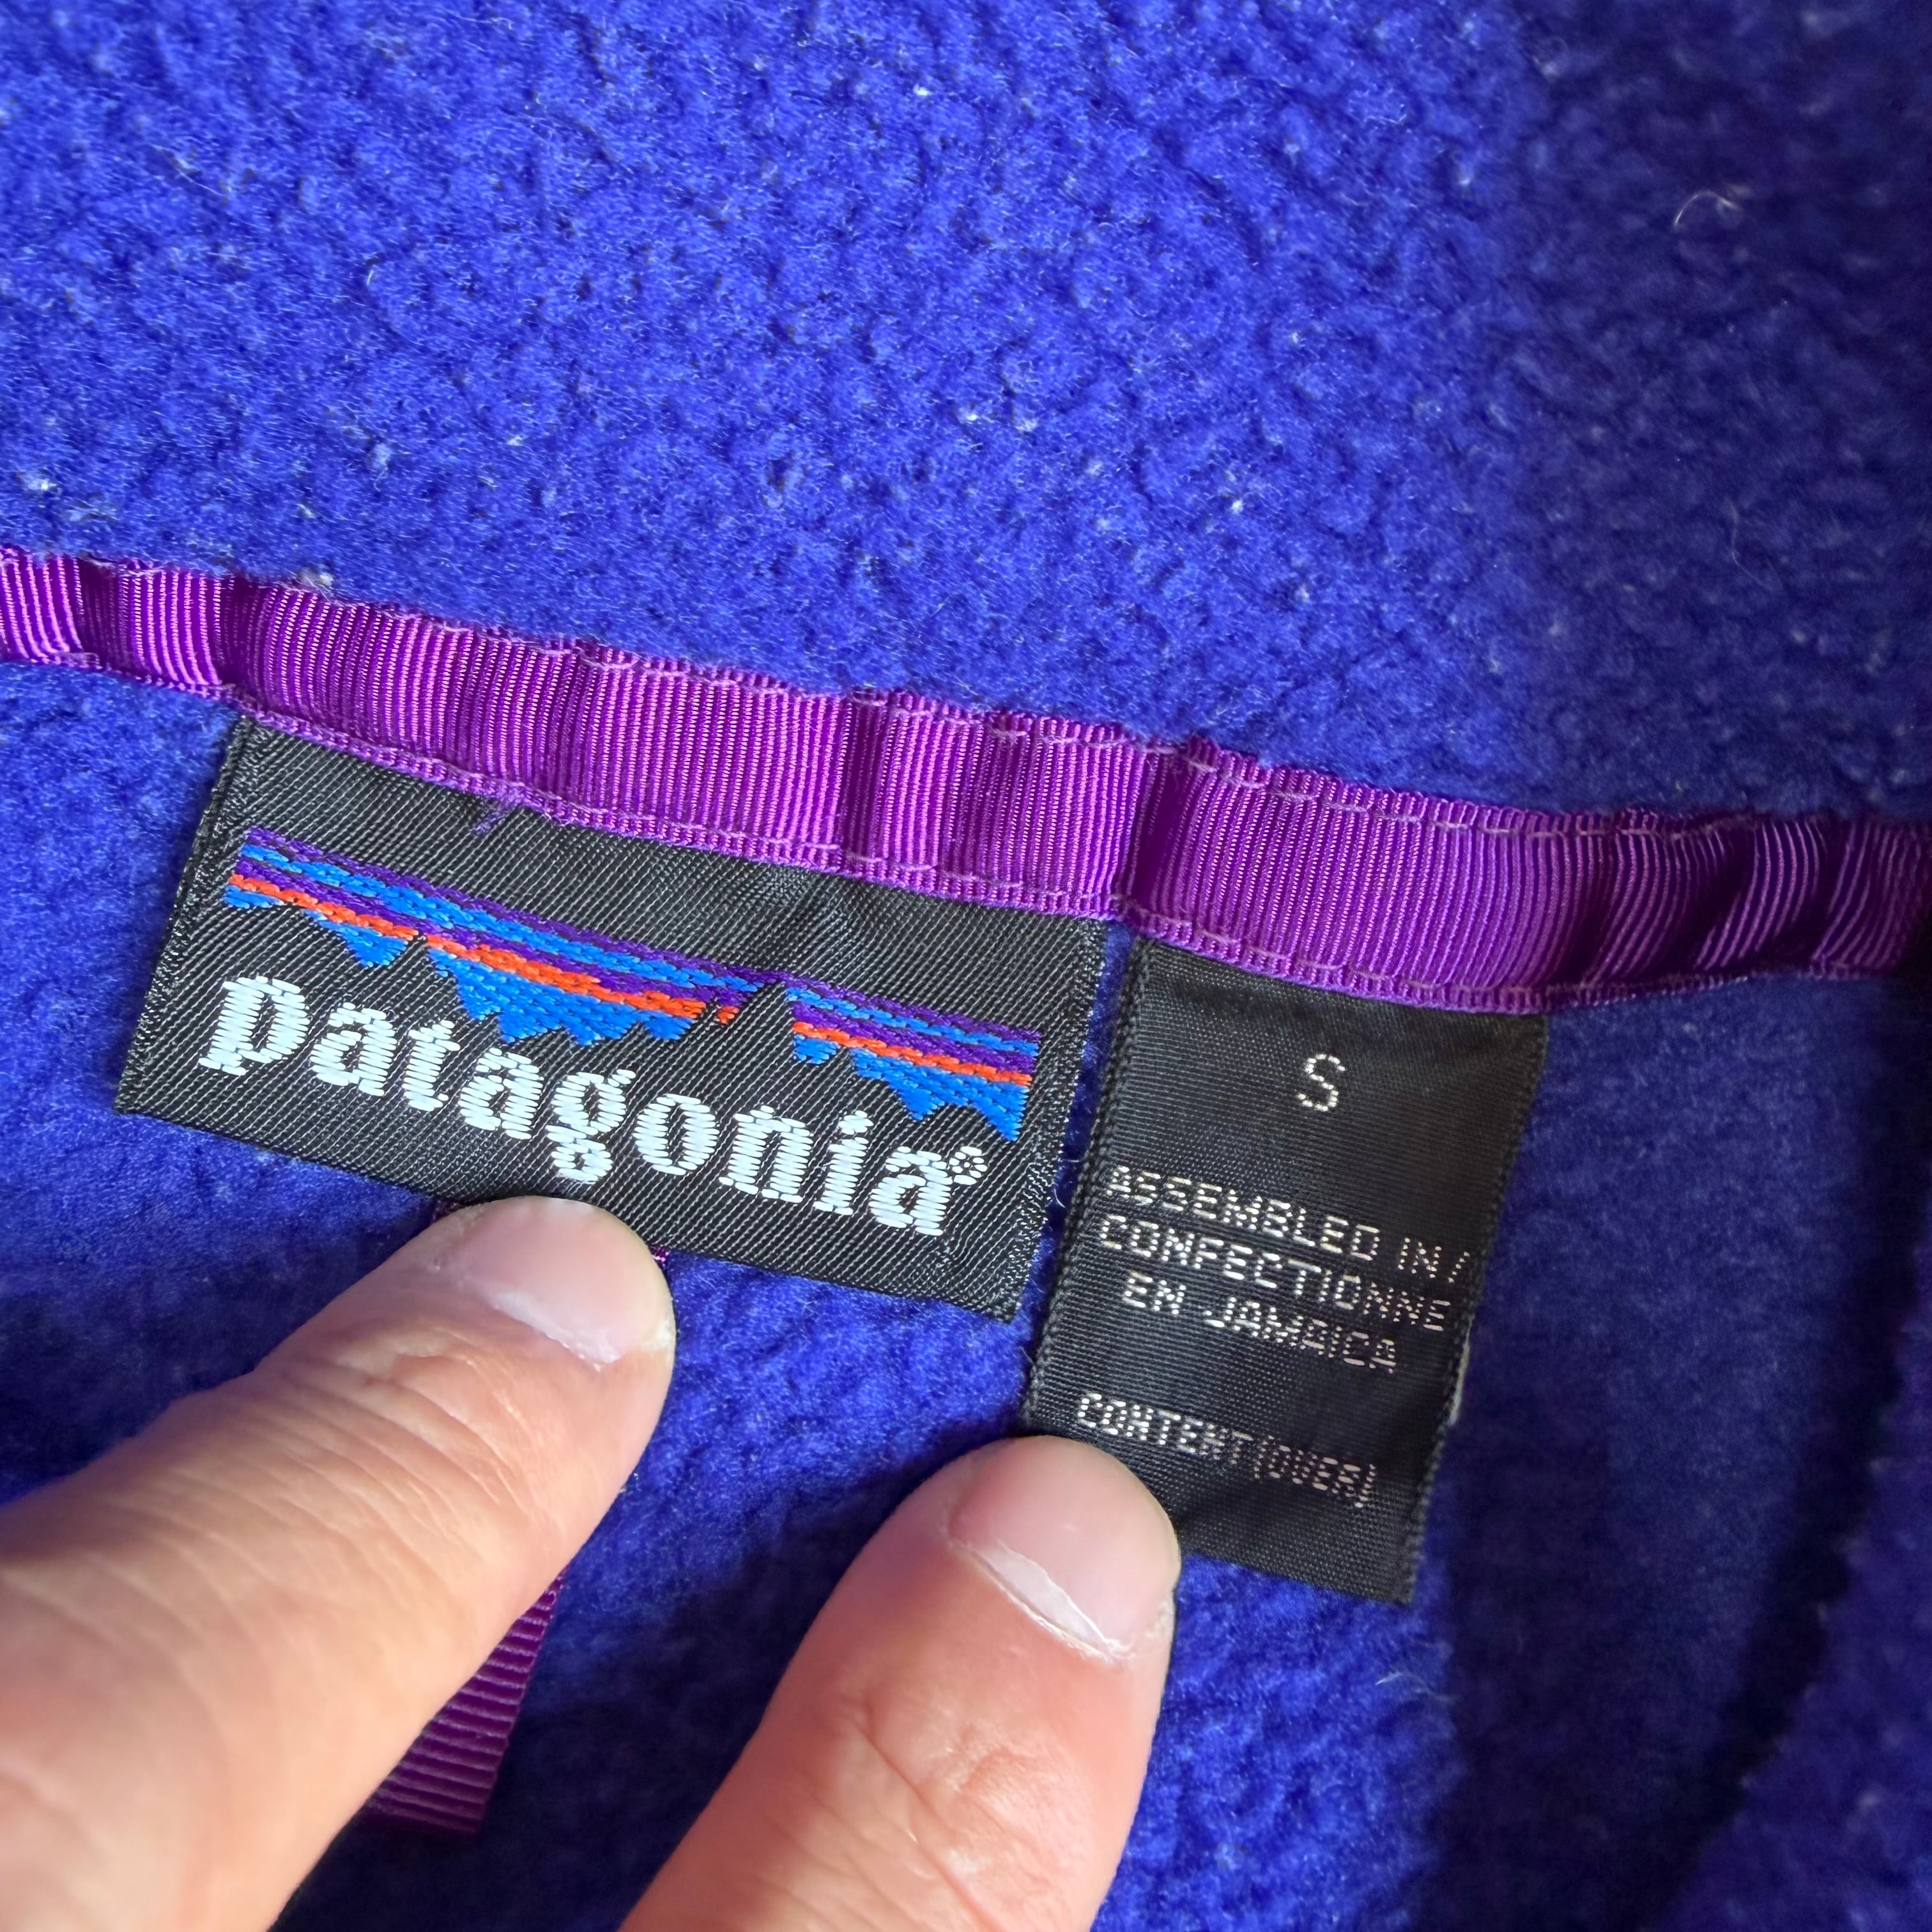 patagonia®
S
ASSEMBLED IN/
CONFECTIONNE
EN JAMAICA
CONTENT (OVER)